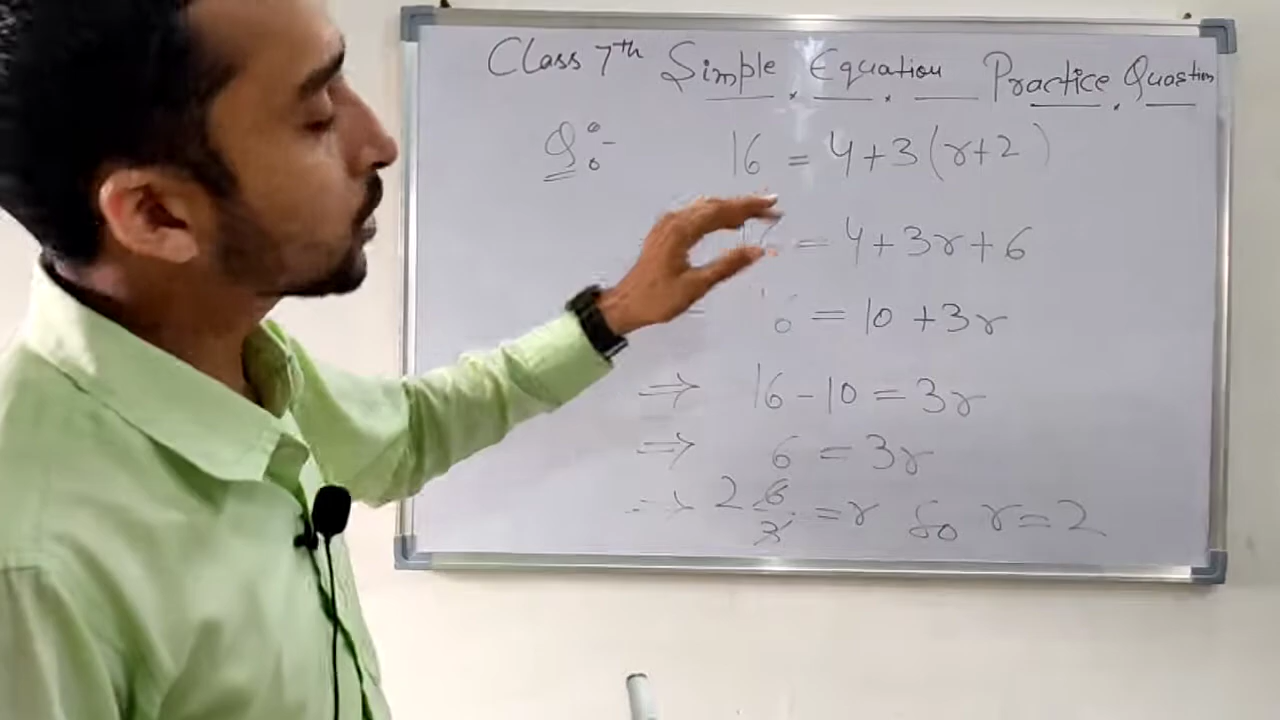 Class 7th Simple Equation Practice Quastion
Q:- 16 = 4+3(r+2)
= 4+3r+6
= 10 +3r
⇒ 16-10 = 3r
⇒ 6 = 3r
⇒ 2 6/3 = r So r=2